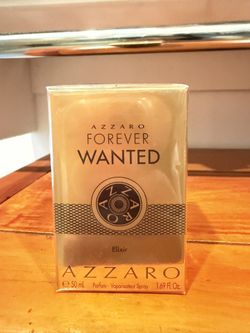 AZZARO
FOREVER
WANTED
AZZARO
Elixir
AZZARO
℮ 50 ml Parfum - Vaporisateur Spray 1.69 Fl. Oz.